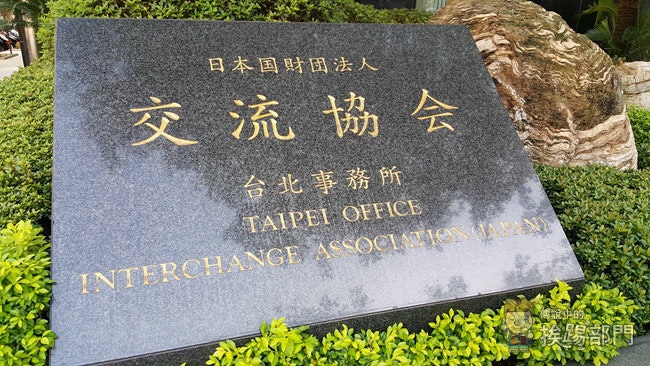 日本国財団法人
交流協会
台北事務所
TAIPEI OFFICE
INTERCHANGE ASSOCIATION (JAPAN)
傳說中的
挨踢部門